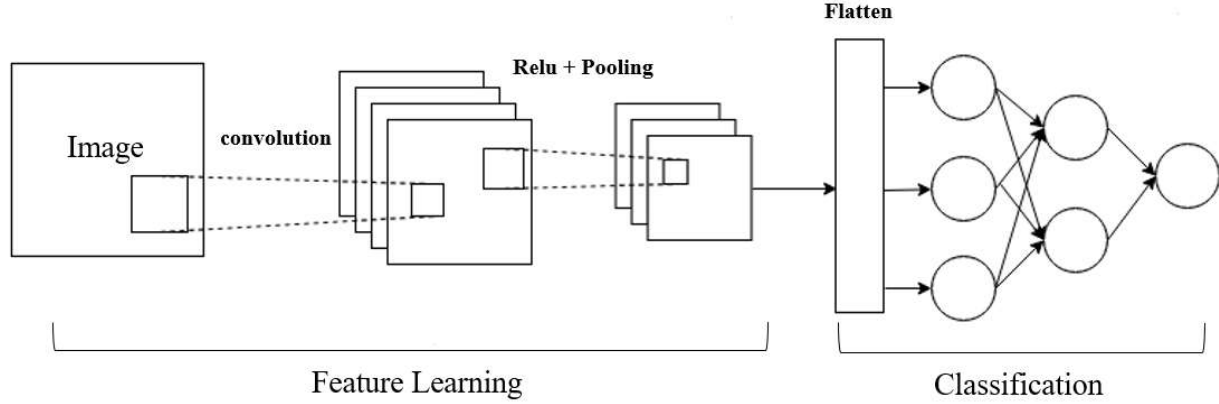 Flatten
Relu + Pooling
convolution
Image
Feature Learning
Classification